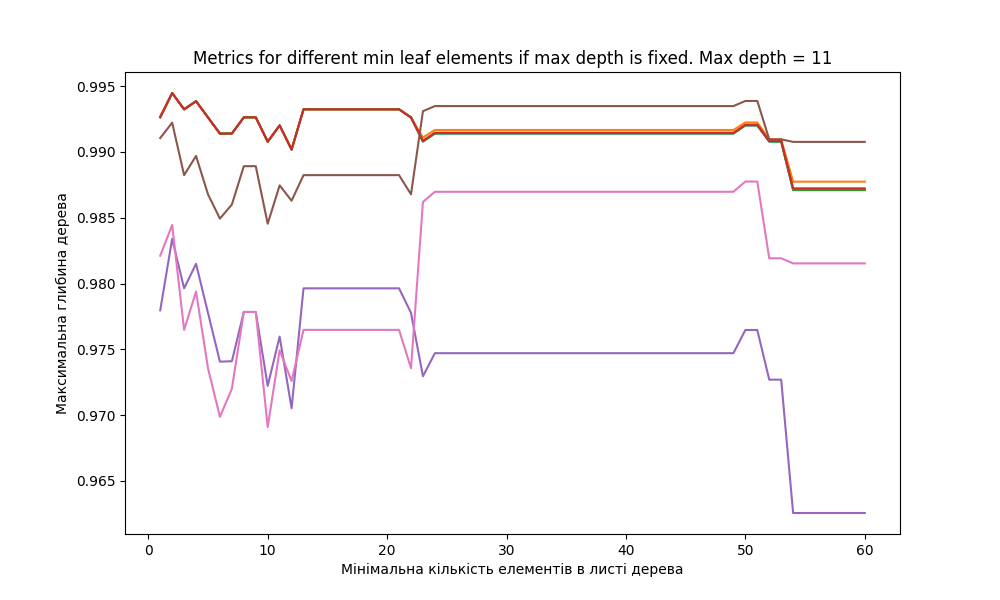 Metrics for different min leaf elements if max depth is fixed. Max depth = 11
Максимальна глибина дерева
0.995
0.990
0.985
0.980
0.975
0.970
0.965
0 10 20 30 40 50 60
Мінімальна кількість елементів в листі дерева